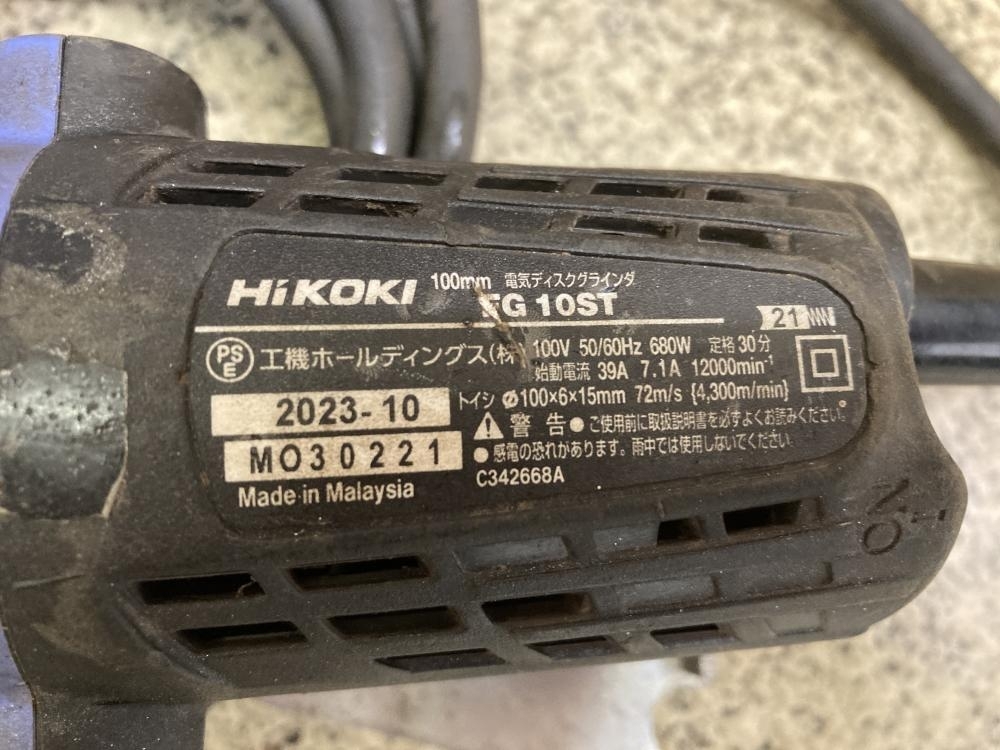 HiKOKI 100mm 電気ディスクグラインダ
FG 10ST
21
PS
E
工機ホールディングス(株)
100V 50/60Hz 680W 定格30分
始動電流 39A 7.1A 12000min⁻¹
トイシ φ100×6×15mm 72m/s {4,300m/min}
2023-10
MO30221
Made in Malaysia
⚠警告 ●ご使用前に取扱説明書を必ずよくお読みください。
●感電の恐れがあります。雨中では使用しないでください。
C342668A